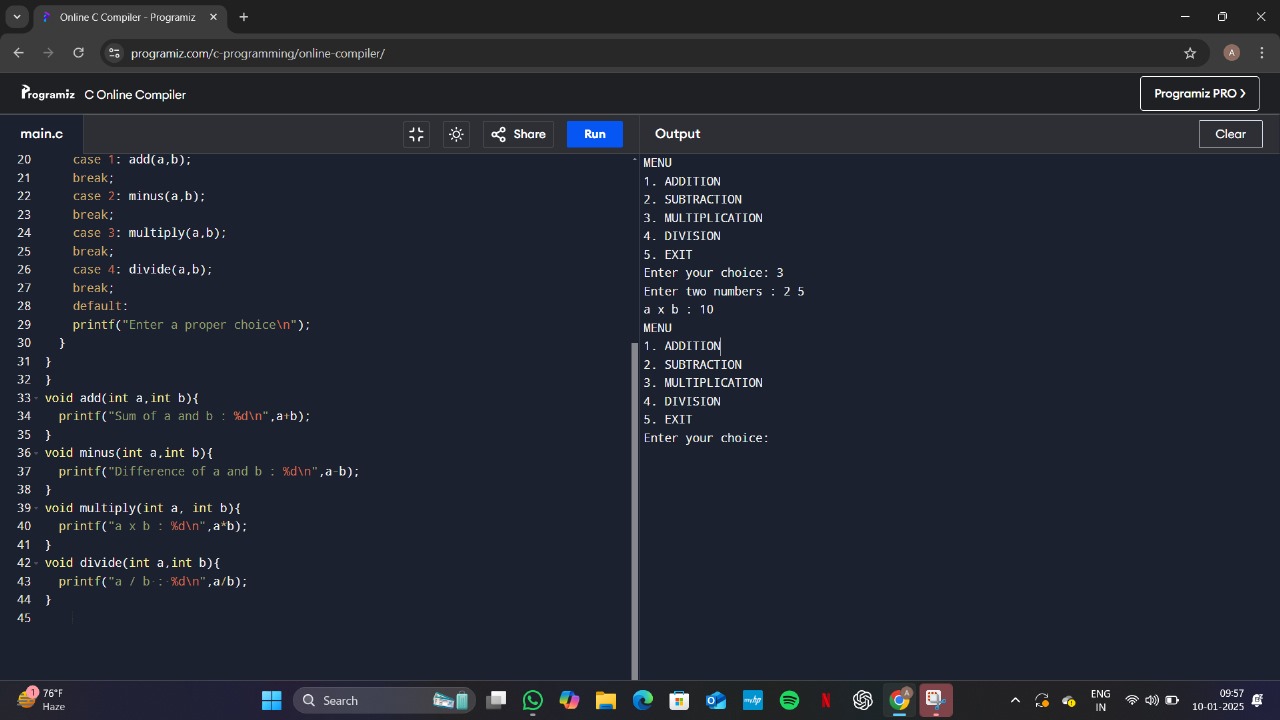 Online C Compiler - Programiz
programiz.com/c-programming/online-compiler/
A
Programiz C Online Compiler
Programiz PRO >
main.c
Share
Run
Output
Clear
20 case 1: add(a,b);
21 break;
22 case 2: minus(a,b);
23 break;
24 case 3: multiply(a,b);
25 break;
26 case 4: divide(a,b);
27 break;
28 default:
29 printf("Enter a proper choice\n");
30 }
31 }
32 }
33 void add(int a,int b){
34 printf("Sum of a and b : %d\n",a+b);
35 }
36 void minus(int a,int b){
37 printf("Difference of a and b : %d\n",a-b);
38 }
39 void multiply(int a, int b){
40 printf("a x b : %d\n",a*b);
41 }
42 void divide(int a,int b){
43 printf("a / b : %d\n",a/b);
44 }
45
MENU
1. ADDITION
2. SUBTRACTION
3. MULTIPLICATION
4. DIVISION
5. EXIT
Enter your choice: 3
Enter two numbers : 2 5
a x b : 10
MENU
1. ADDITION
2. SUBTRACTION
3. MULTIPLICATION
4. DIVISION
5. EXIT
Enter your choice:
1
76°F
Haze
Search
myhp
N
A
ENG
IN
09:57
10-01-2025